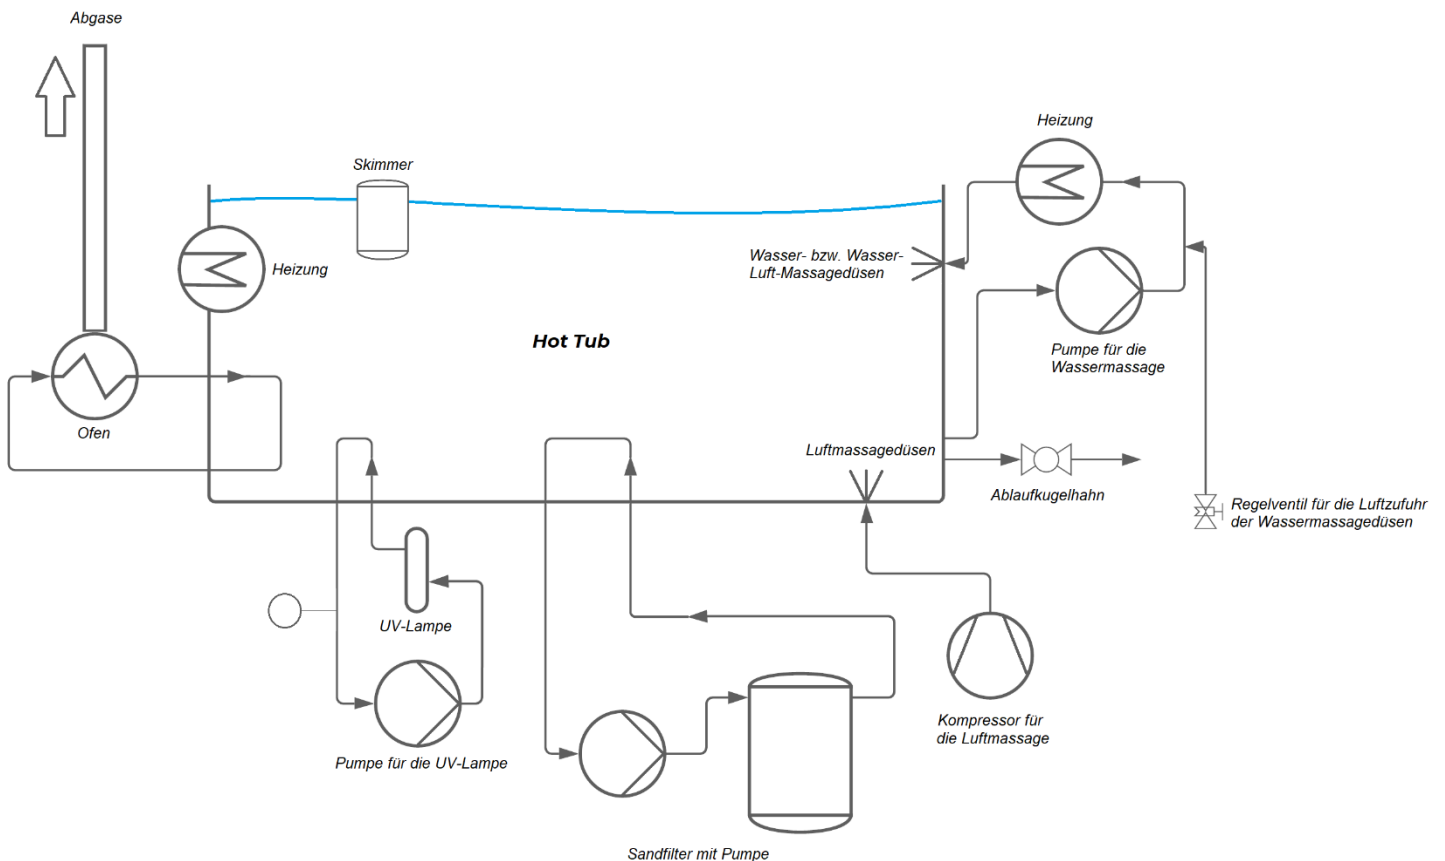 Abgase
Heizung
Skimmer
Wasser- bzw. Wasser-
Luft-Massagedüsen
Heizung
Hot Tub
Pumpe für die
Wassermassage
Ofen
Luftmassagedüsen
Ablaufkugelhahn
Regelventil für die Luftzufuhr
der Wassermassagedüsen
UV-Lampe
Kompressor für
die Luftmassage
Pumpe für die UV-Lampe
Sandfilter mit Pumpe